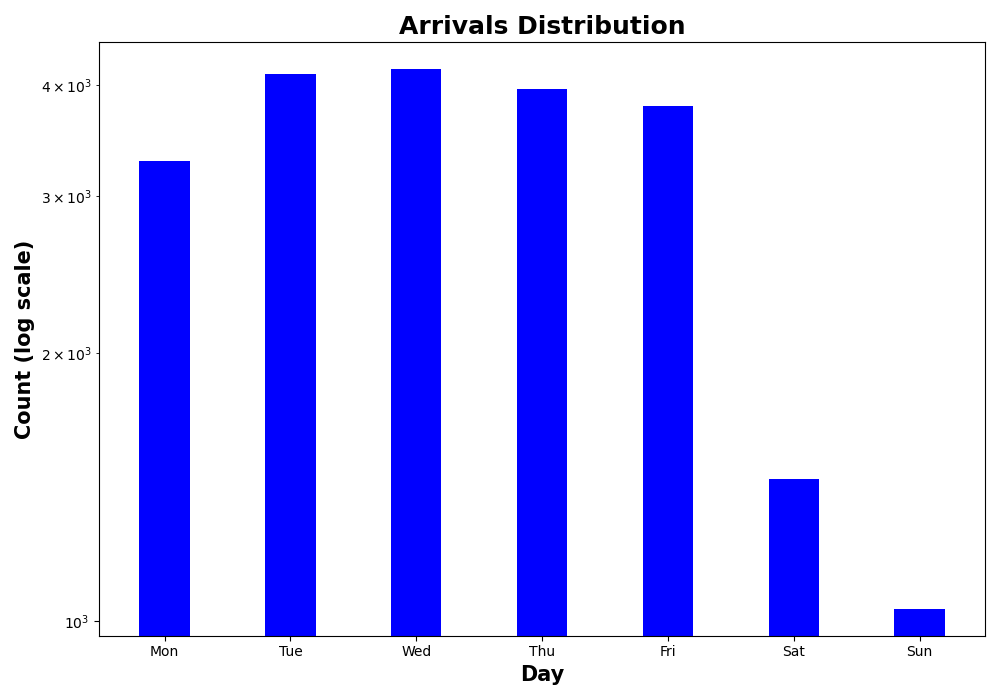 Arrivals Distribution
Count (log scale)
4 × 10³
3 × 10³
2 × 10³
10³
Mon Tue Wed Thu Fri Sat Sun
Day